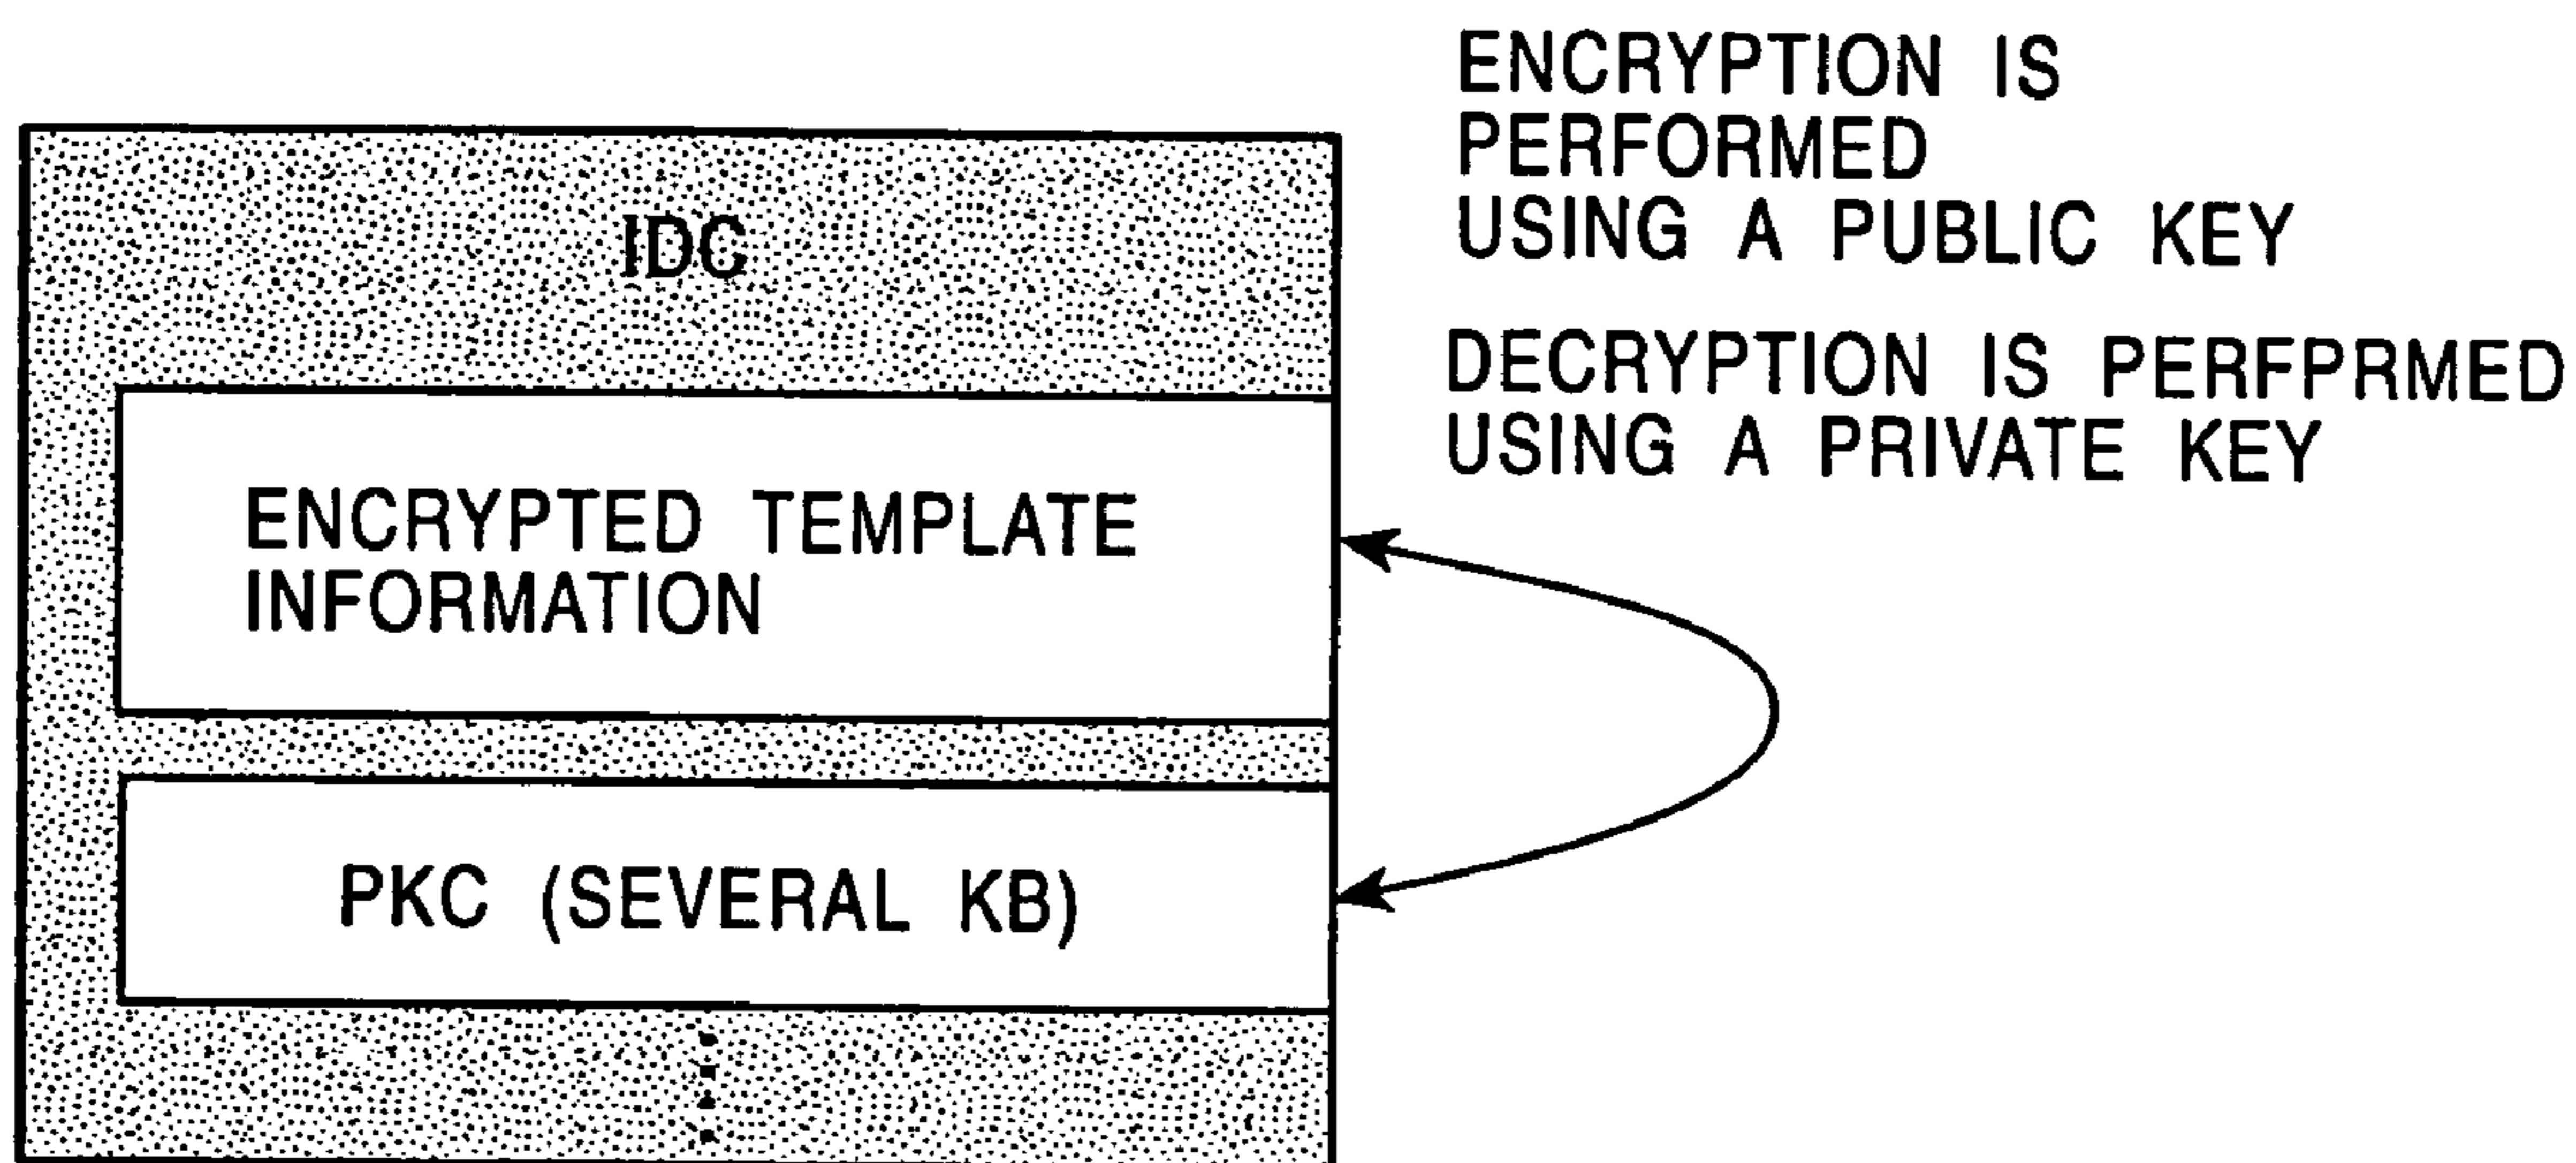 ENCRYPTION IS
PERFORMED
USING A PUBLIC KEY
DECRYPTION IS PERFPRMED
USING A PRIVATE KEY
IDC
ENCRYPTED TEMPLATE
INFORMATION
PKC (SEVERAL KB)